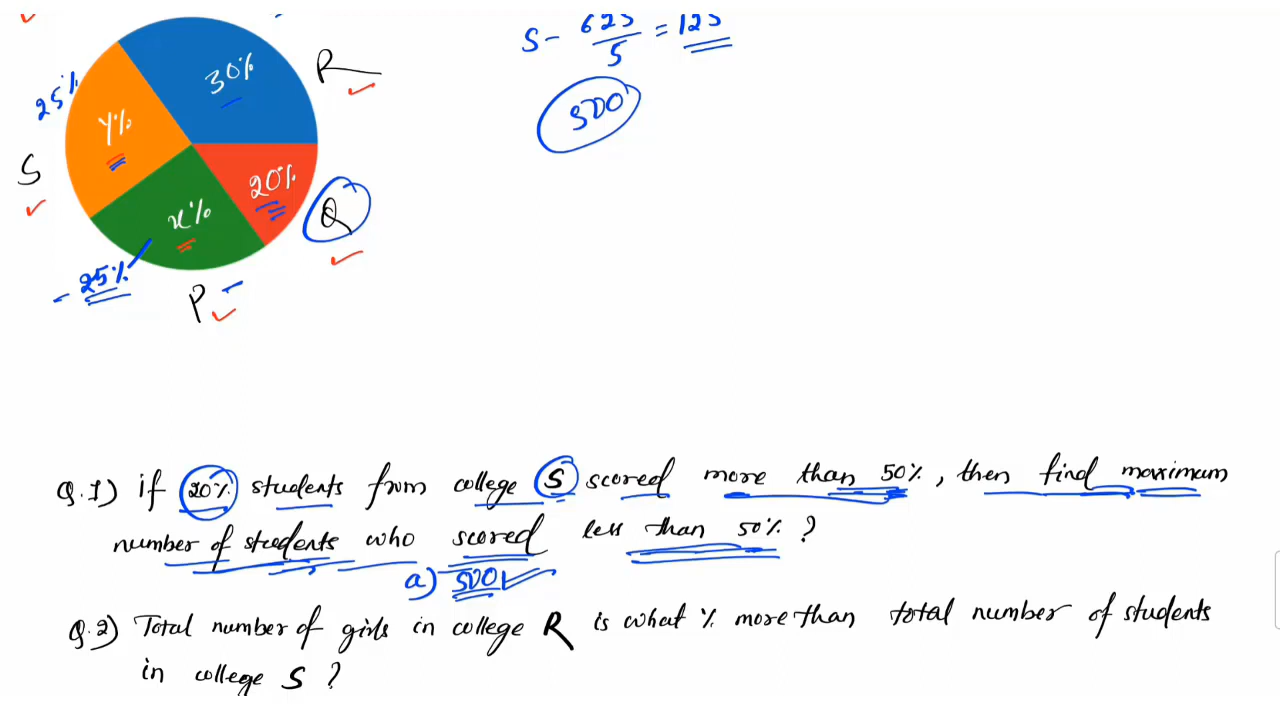 S - 625/5 = 125
500
30%
R
25%
Y%
S
20%
x%
Q
- 25%
P
Q.1) if 20% students from college S scored more than 50%, then find maximum
number of students who scored less than 50% ?
a) 500
Q.2) Total number of girls in college R is what % more than total number of students
in college S ?